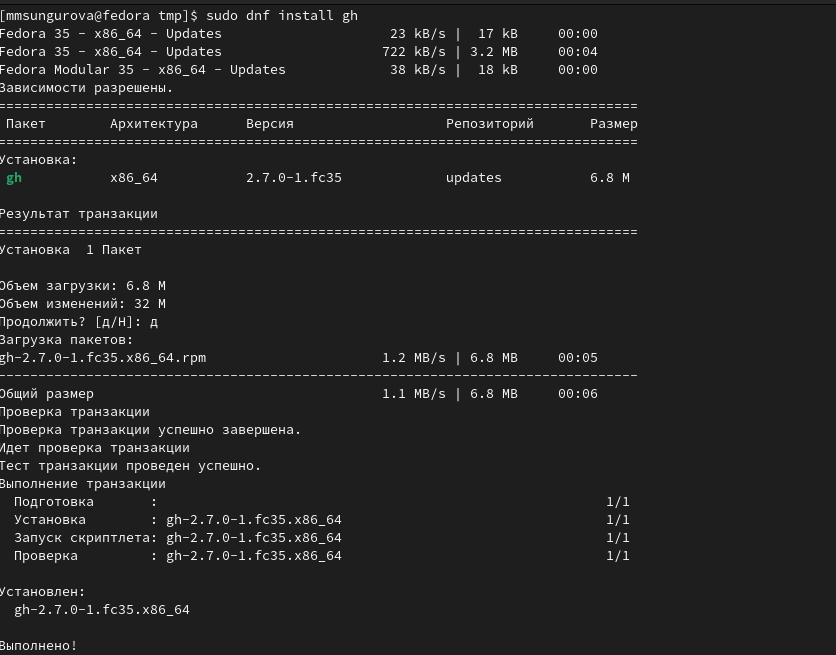 [mmsungurova@fedora tmp]$ sudo dnf install gh
Fedora 35 - x86_64 - Updates                     23 kB/s |  17 kB     00:00
Fedora 35 - x86_64 - Updates                    722 kB/s | 3.2 MB     00:04
Fedora Modular 35 - x86_64 - Updates             38 kB/s |  18 kB     00:00
Зависимости разрешены.
================================================================================
 Пакет        Архитектура      Версия                   Репозиторий       Размер
================================================================================
Установка:
 gh           x86_64           2.7.0-1.fc35             updates           6.8 M

Результат транзакции
================================================================================
Установка  1 Пакет

Объем загрузки: 6.8 M
Объем изменений: 32 M
Продолжить? [д/Н]: д
Загрузка пакетов:
gh-2.7.0-1.fc35.x86_64.rpm                      1.2 MB/s | 6.8 MB     00:05
--------------------------------------------------------------------------------
Общий размер                                    1.1 MB/s | 6.8 MB     00:06
Проверка транзакции
Проверка транзакции успешно завершена.
Идет проверка транзакции
Тест транзакции проведен успешно.
Выполнение транзакции
  Подготовка       :                                                        1/1
  Установка        : gh-2.7.0-1.fc35.x86_64                                 1/1
  Запуск скриптлета: gh-2.7.0-1.fc35.x86_64                                 1/1
  Проверка         : gh-2.7.0-1.fc35.x86_64                                 1/1

Установлен:
  gh-2.7.0-1.fc35.x86_64

Выполнено!